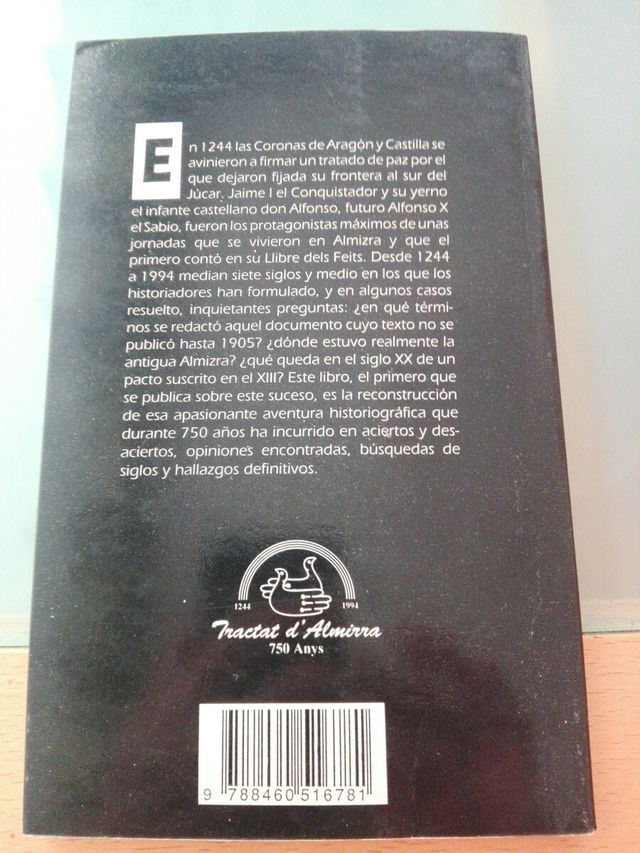 En 1244 las Coronas de Aragón y Castilla se
avinieron a firmar un tratado de paz por el
que dejaron fijada su frontera al sur del
Júcar. Jaime I el Conquistador y su yerno
el infante castellano don Alfonso, futuro Alfonso X
el Sabio, fueron los protagonistas máximos de unas
jornadas que se vivieron en Almizra y que el
primero contó en su Llibre dels Feits. Desde 1244
a 1994 median siete siglos y medio en los que los
historiadores han formulado, y en algunos casos
resuelto, inquietantes preguntas: ¿en qué térmi-
nos se redactó aquel documento cuyo texto no se
publicó hasta 1905? ¿dónde estuvo realmente la
antigua Almizra? ¿qué queda en el siglo XX de un
pacto suscrito en el XIII? Este libro, el primero que
se publica sobre este suceso, es la reconstrucción
de esa apasionante aventura historiográfica que
durante 750 años ha incurrido en aciertos y des-
aciertos, opiniones encontradas, búsquedas de
siglos y hallazgos definitivos.
1244 1994
Tractat d'Almirra
750 Anys
9 788460 516781